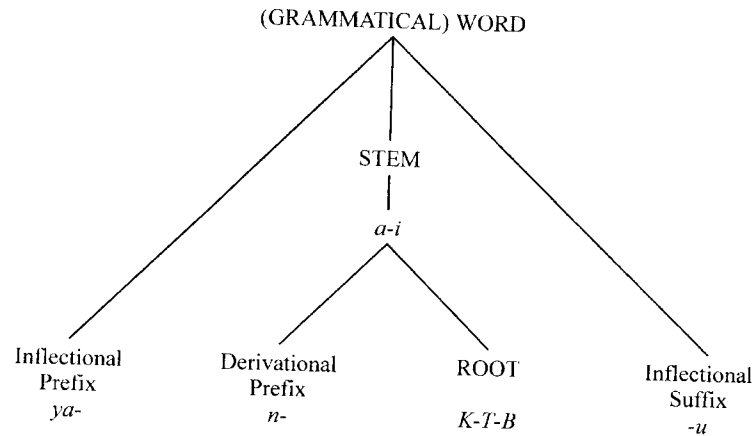 (GRAMMATICAL) WORD
STEM
a-i
Inflectional
Prefix
ya-
Derivational
Prefix
n-
ROOT
K-T-B
Inflectional
Suffix
-u